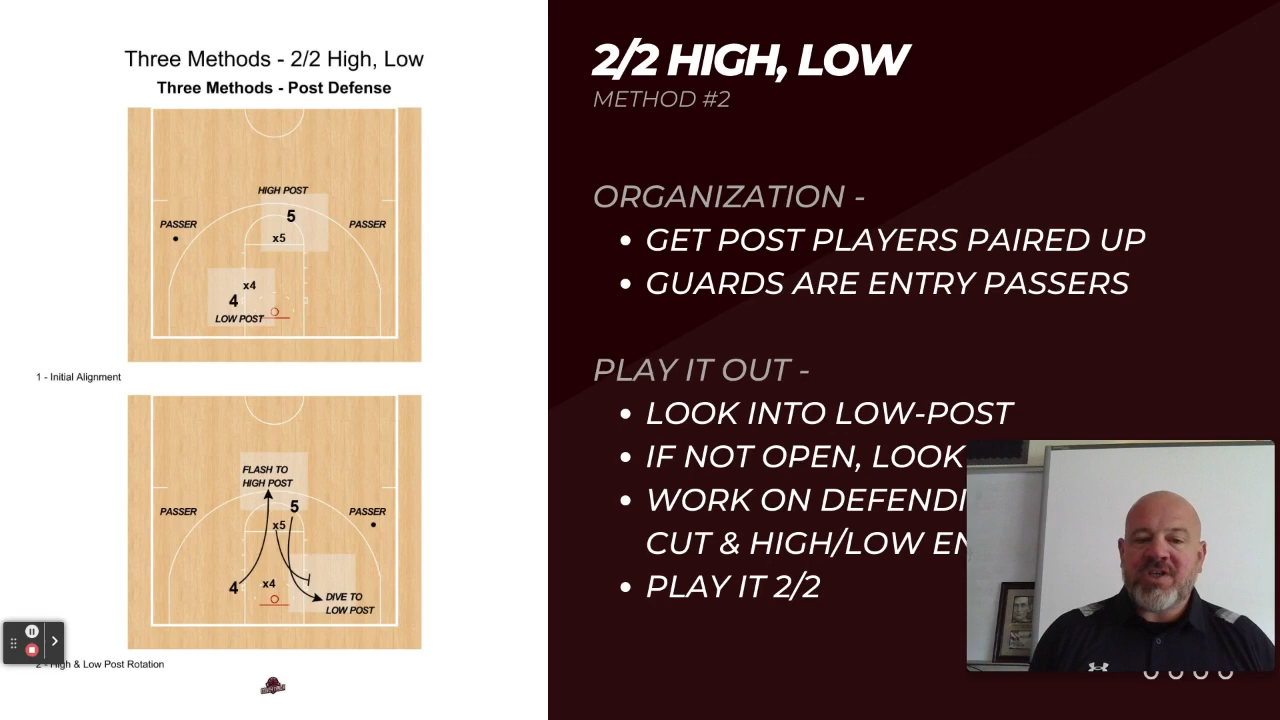 Three Methods - 2/2 High, Low
Three Methods - Post Defense
HIGH POST
5
PASSER
PASSER
x5
x4
4
LOW POST
1 - Initial Alignment
FLASH TO
HIGH POST
5
PASSER
PASSER
x5
4
x4
DIVE TO
LOW POST
High & Low Post Rotation
2/2 HIGH, LOW
METHOD #2
ORGANIZATION -
• GET POST PLAYERS PAIRED UP
• GUARDS ARE ENTRY PASSERS
PLAY IT OUT -
• LOOK INTO LOW-POST
• IF NOT OPEN, LOOK
• WORK ON
CUT & HIGH/LOW
• PLAY IT 2/2